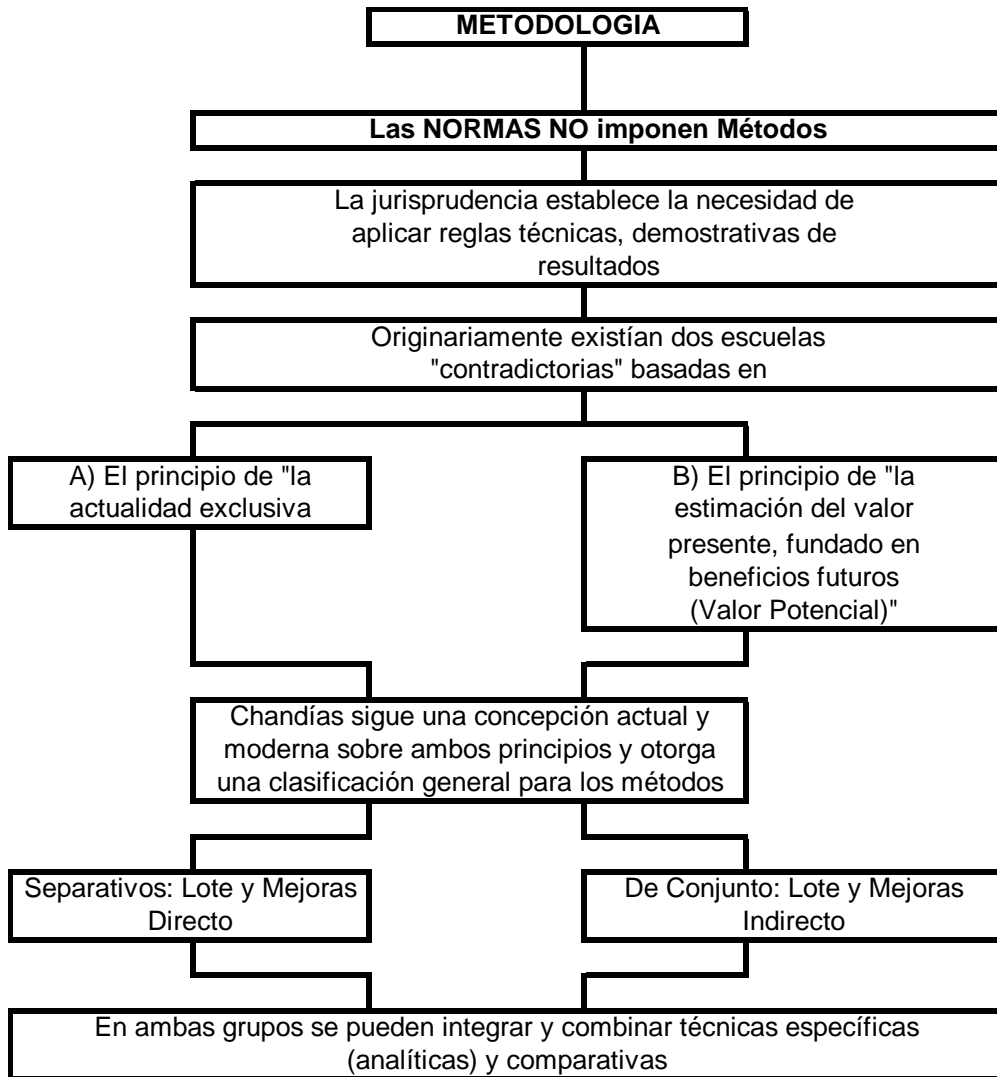 METODOLOGIA
Las NORMAS NO imponen Métodos
La jurisprudencia establece la necesidad de
aplicar reglas técnicas, demostrativas de
resultados
Originariamente existían dos escuelas
"contradictorias" basadas en
A) El principio de "la
actualidad exclusiva
B) El principio de "la
estimación del valor
presente, fundado en
beneficios futuros
(Valor Potencial)"
Chandías sigue una concepción actual y
moderna sobre ambos principios y otorga
una clasificación general para los métodos
Separativos: Lote y Mejoras
Directo
De Conjunto: Lote y Mejoras
Indirecto
En ambas grupos se pueden integrar y combinar técnicas específicas
(analíticas) y comparativas